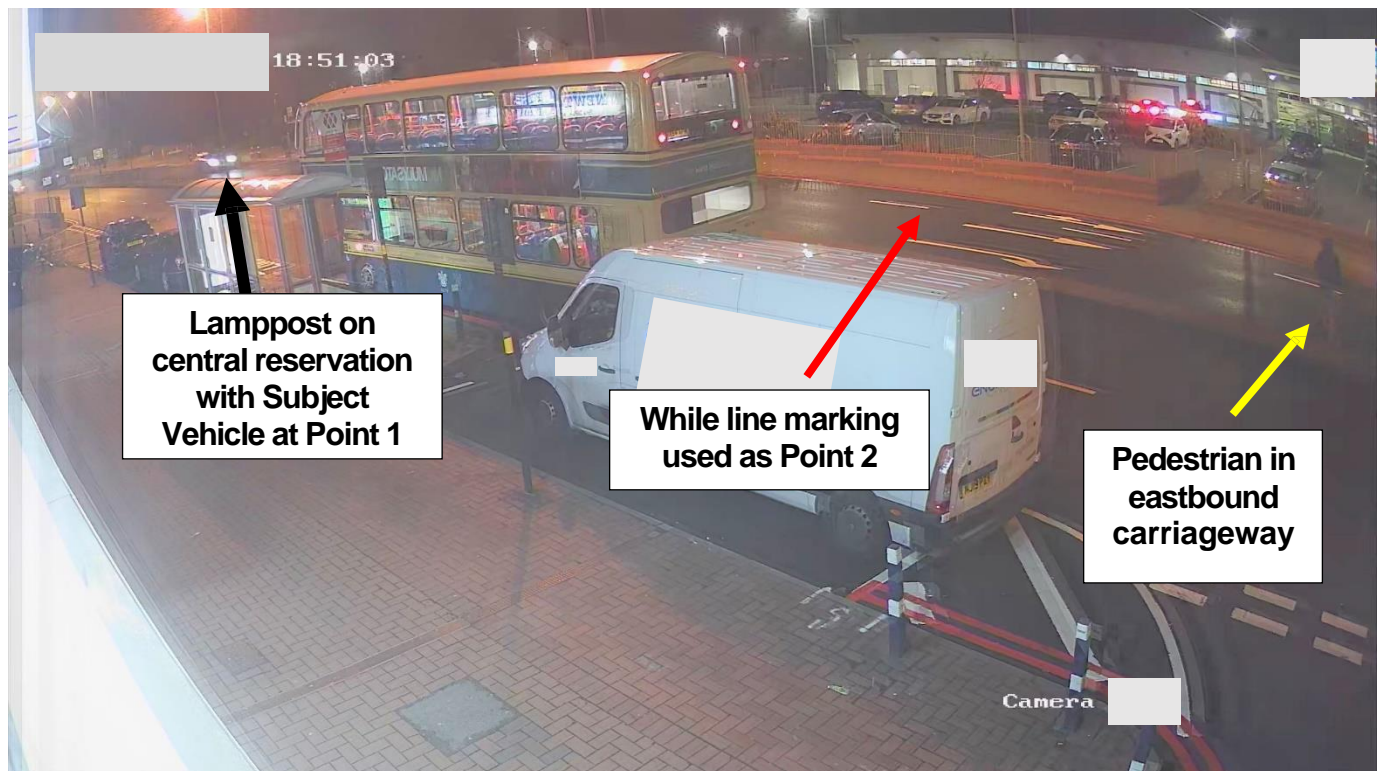 18:51:03
Lamppost on
central reservation
with Subject
Vehicle at Point 1
While line marking
used as Point 2
Pedestrian in
eastbound
carriageway
Camera